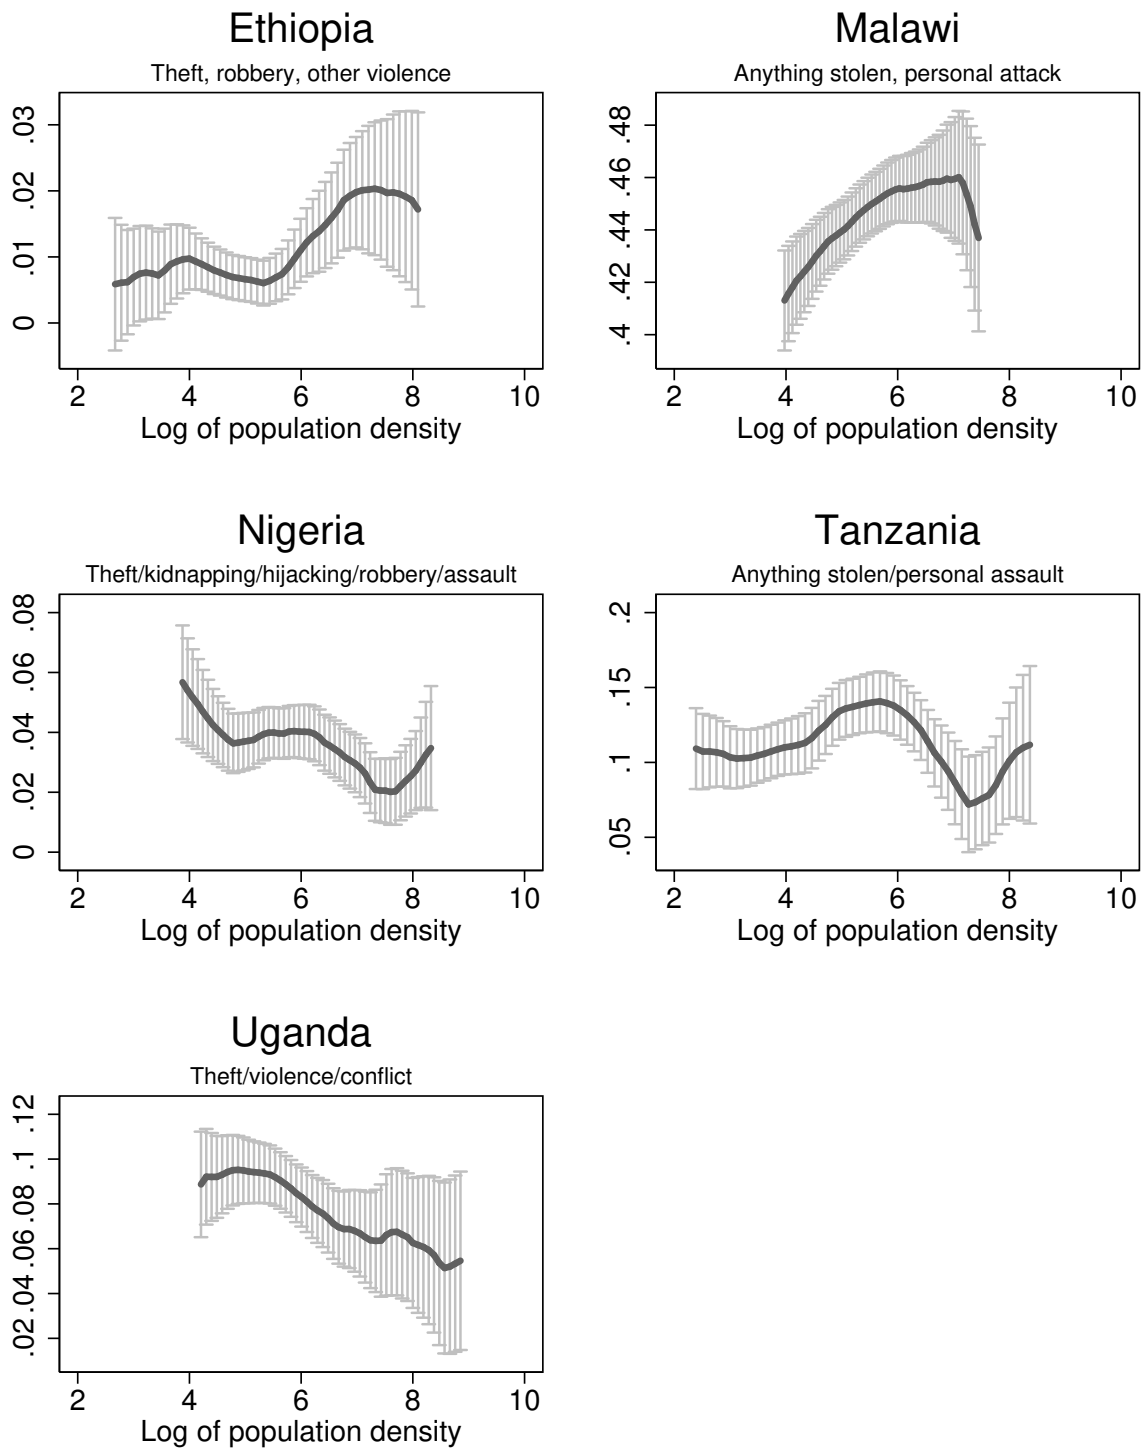 Ethiopia
Theft, robbery, other violence
.03
.02
.01
0
2 4 6 8 10
Log of population density
Malawi
Anything stolen, personal attack
.48
.46
.44
.42
.4
2 4 6 8 10
Log of population density
Nigeria
Theft/kidnapping/hijacking/robbery/assault
.08
.06
.04
.02
0
2 4 6 8 10
Log of population density
Tanzania
Anything stolen/personal assault
.2
.15
.1
.05
2 4 6 8 10
Log of population density
Uganda
Theft/violence/conflict
.12
.1
.08
.06
.04
.02
2 4 6 8 10
Log of population density